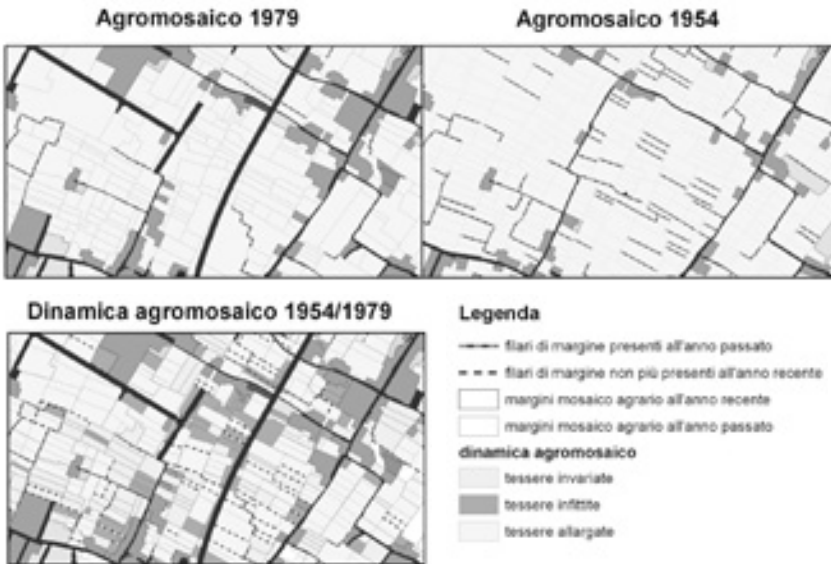 Agromosaico 1979
Agromosaico 1954
Dinamica agromosaico 1954/1979
Legenda
filari di margine presenti all'anno passato
filari di margine non più presenti all'anno recente
margini mosaico agrario all'anno recente
margini mosaico agrario all'anno passato
dinamica agromosaico
tessere invariate
tessere infittite
tessere allargate